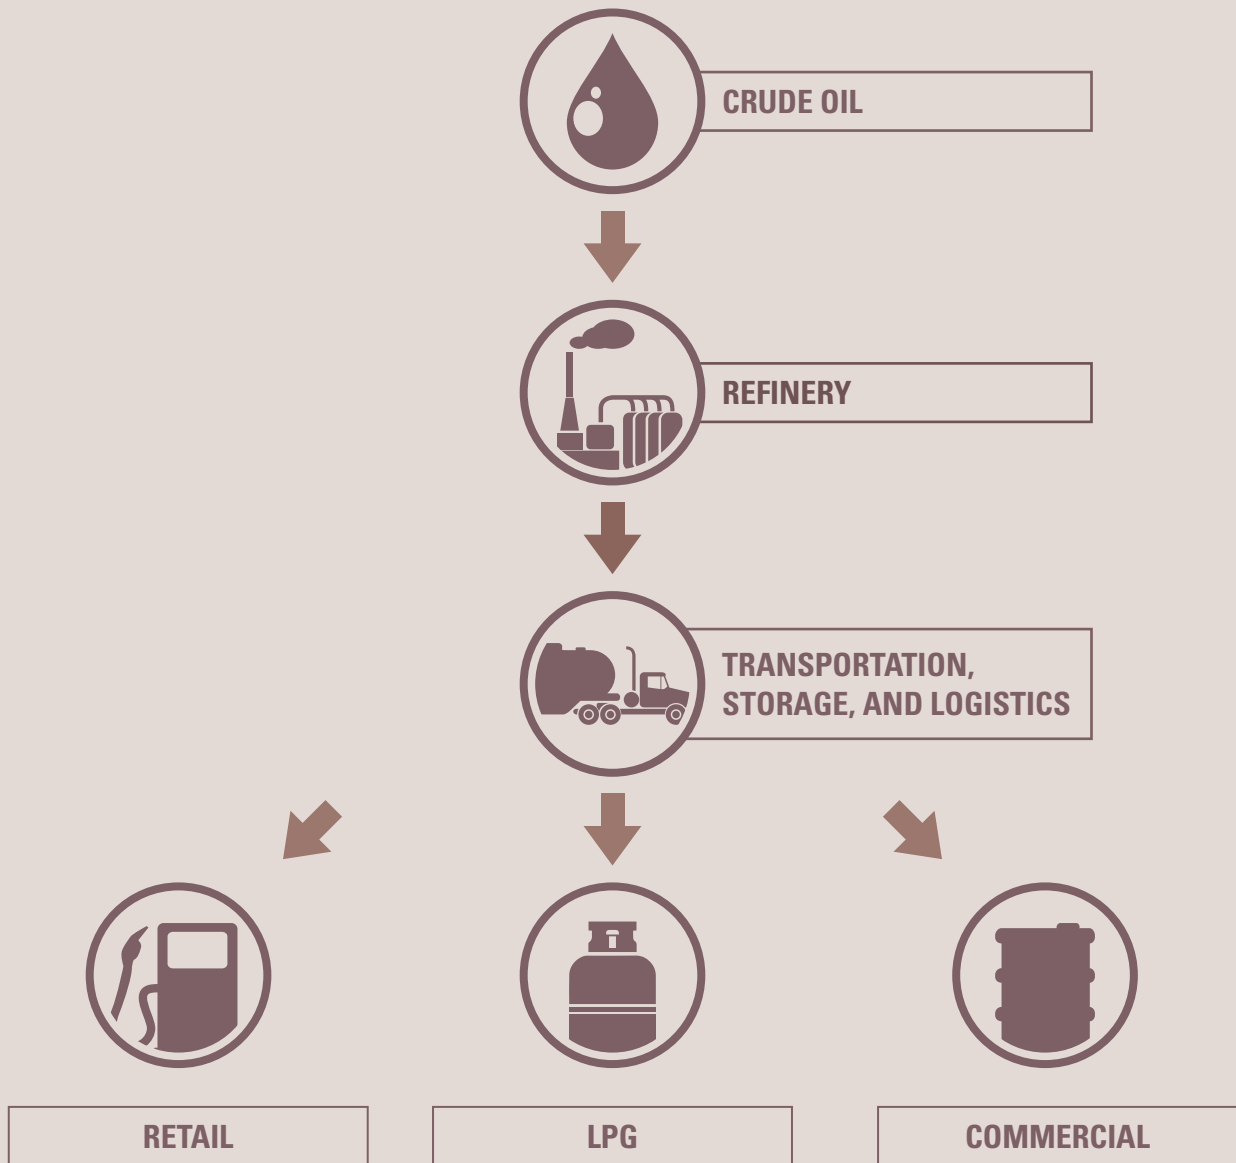 CRUDE OIL
REFINERY
TRANSPORTATION,
STORAGE, AND LOGISTICS
RETAIL
LPG
COMMERCIAL